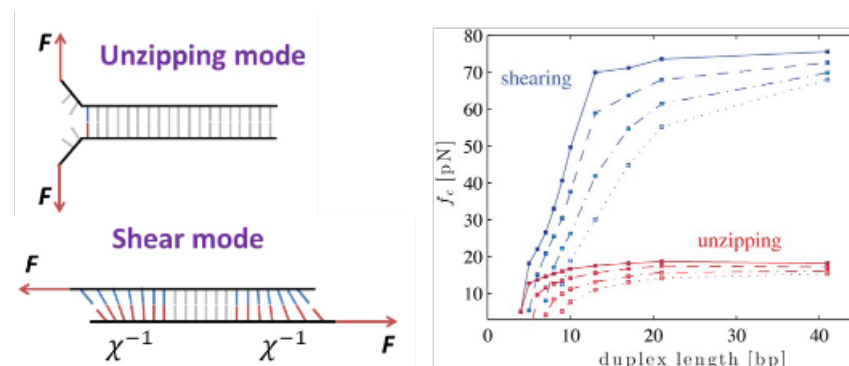 F
Unzipping mode
F
Shear mode
F
χ⁻¹
χ⁻¹
F
80
70
60
50
40
30
20
10
f_c [pN]
shearing
unzipping
0
10
20
30
40
duplex length [bp]